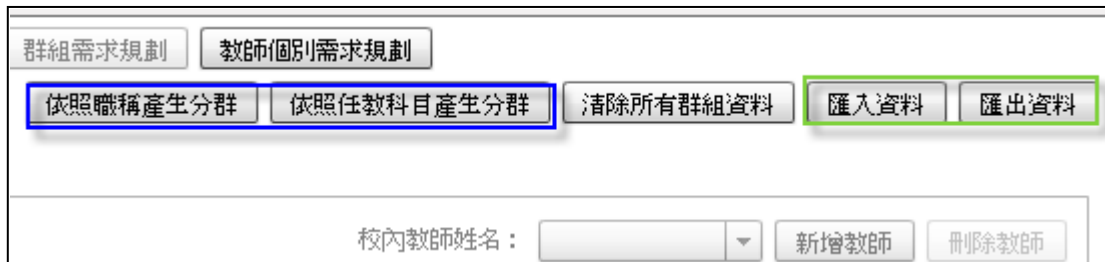 群組需求規劃 教師個別需求規劃
依照職稱產生分群 依照任教科目產生分群 清除所有群組資料 匯入資料 匯出資料
校內教師姓名： 新增教師 刪除教師